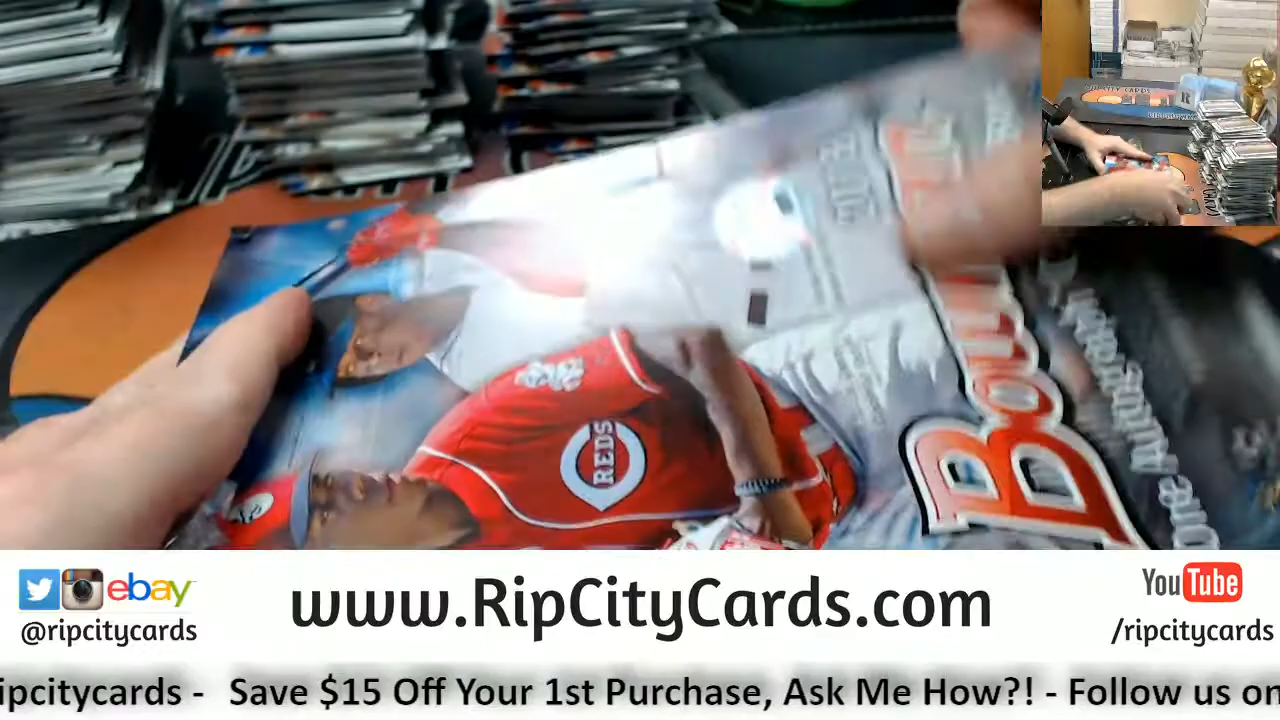 REDS
Bowman
ebay
@ripcitycards
www.RipCityCards.com
YouTube
/ripcitycards
ipcitycards - Save $15 Off Your 1st Purchase, Ask Me How?! - Follow us on